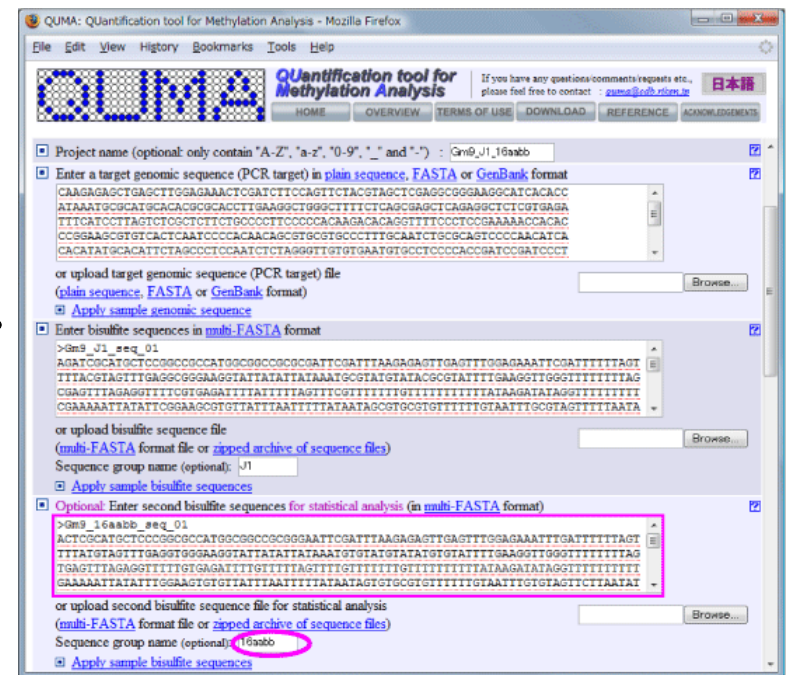 QUMA: QUantification tool for Methylation Analysis - Mozilla Firefox
File Edit View History Bookmarks Tools Help
QUMA
QUantification tool for
Methylation Analysis
If you have any questions/comments/requests etc.,
please feel free to contact : quma@cdb.riken.jp
日本語
HOME OVERVIEW TERMS OF USE DOWNLOAD REFERENCE ACKNOWLEDGEMENTS
Project name (optional: only contain "A-Z", "a-z", "0-9", "_" and "-") : Gm9_J1_16aabb ?
Enter a target genomic sequence (PCR target) in plain sequence, FASTA or GenBank format ?
CAAGAGAGCTGAGCTTGGAGAAACTCGATCTTCCAGTTCTACGTAGCTCGAGGCGGGAAGGCATCACACC
ATAAATGCGCATGCACACGCGCACCTTGAAGGCTGGGCTTTTCTCAGCGAGCTCAGAGGCTCTCGTGAGA
TTTCATCCTTAGTCTCGCTCTTCTGCCCCTTCCCCCACAAGACACAGGTTTTCCCTCCGAAAAACCACAC
CCGGAAGCGTGTCACTCAATCCCCACAACAGCGTGCGTGCCCTTTGCAATCTGCGCAGTCCCCAACATCA
CACATATGCACATTCTAGCCCTCCAATCTCTAGGGTTGTGTGAATGTGCCTCCCCACCGATCCGATCCCT
or upload target genomic sequence (PCR target) file
(plain sequence, FASTA or GenBank format)
Browse...
Apply sample genomic sequence
Enter bisulfite sequences in multi-FASTA format ?
>Gm9_J1_seq_01
AGATCGCATGCTCCGGCCGCCATGGCGGCCGCGCGATTCGATTTAAGAGAGTTGAGTTTGGAGAAATTCGATTTTTTAGT
TTTACGTAGTTTGAGGCGGGAAGGTATTATATTATAAATGCGTATGTATACGCGTATTTTGAAGGTTGGGTTTTTTTTAG
CGAGTTTAGAGGTTTTCGTGAGATTTTATTTTTAGTTTCGTTTTTTTGTTTTTTTTTTTATAAGATATAGGTTTTTTTTT
CGAAAAATTATATTCGGAAGCGTGTTATTTAATTTTTATAATAGCGTGCGTGTTTTTTGTAATTTGCGTAGTTTTTAATA
or upload bisulfite sequence file
(multi-FASTA format file or zipped archive of sequence files)
Browse...
Sequence group name (optional): J1
Apply sample bisulfite sequences
Optional: Enter second bisulfite sequences for statistical analysis (in multi-FASTA format) ?
>Gm9_16aabb_seq_01
ACTCGCATGCTCCCGGCGCCATGGCGGCCGCGGGAATTCGATTTAAGAGAGTTGAGTTTGGAGAAATTTGATTTTTTAGT
TTTATGTAGTTTGAGGTGGGAAGGTATTATATTATAAATGTGTATGTATATGTGTATTTTGAAGGTTGGGTTTTTTTTAG
TGAGTTTAGAGGTTTTTGTGAGATTTTGTTTTTAGTTTTGTTTTTTTGTTTTTTTTTTATAAGATATAGGTTTTTTTTT
GAAAAATTATATTTGGAAGTGTGTTATTTAATTTTTATAATAGTGTGCGTGTTTTTTGTAATTTGTGTAGTTCTTAATAT
or upload second bisulfite sequence file for statistical analysis
(multi-FASTA format file or zipped archive of sequence files)
Browse...
Sequence group name (optional): 16aabb
Apply sample bisulfite sequences